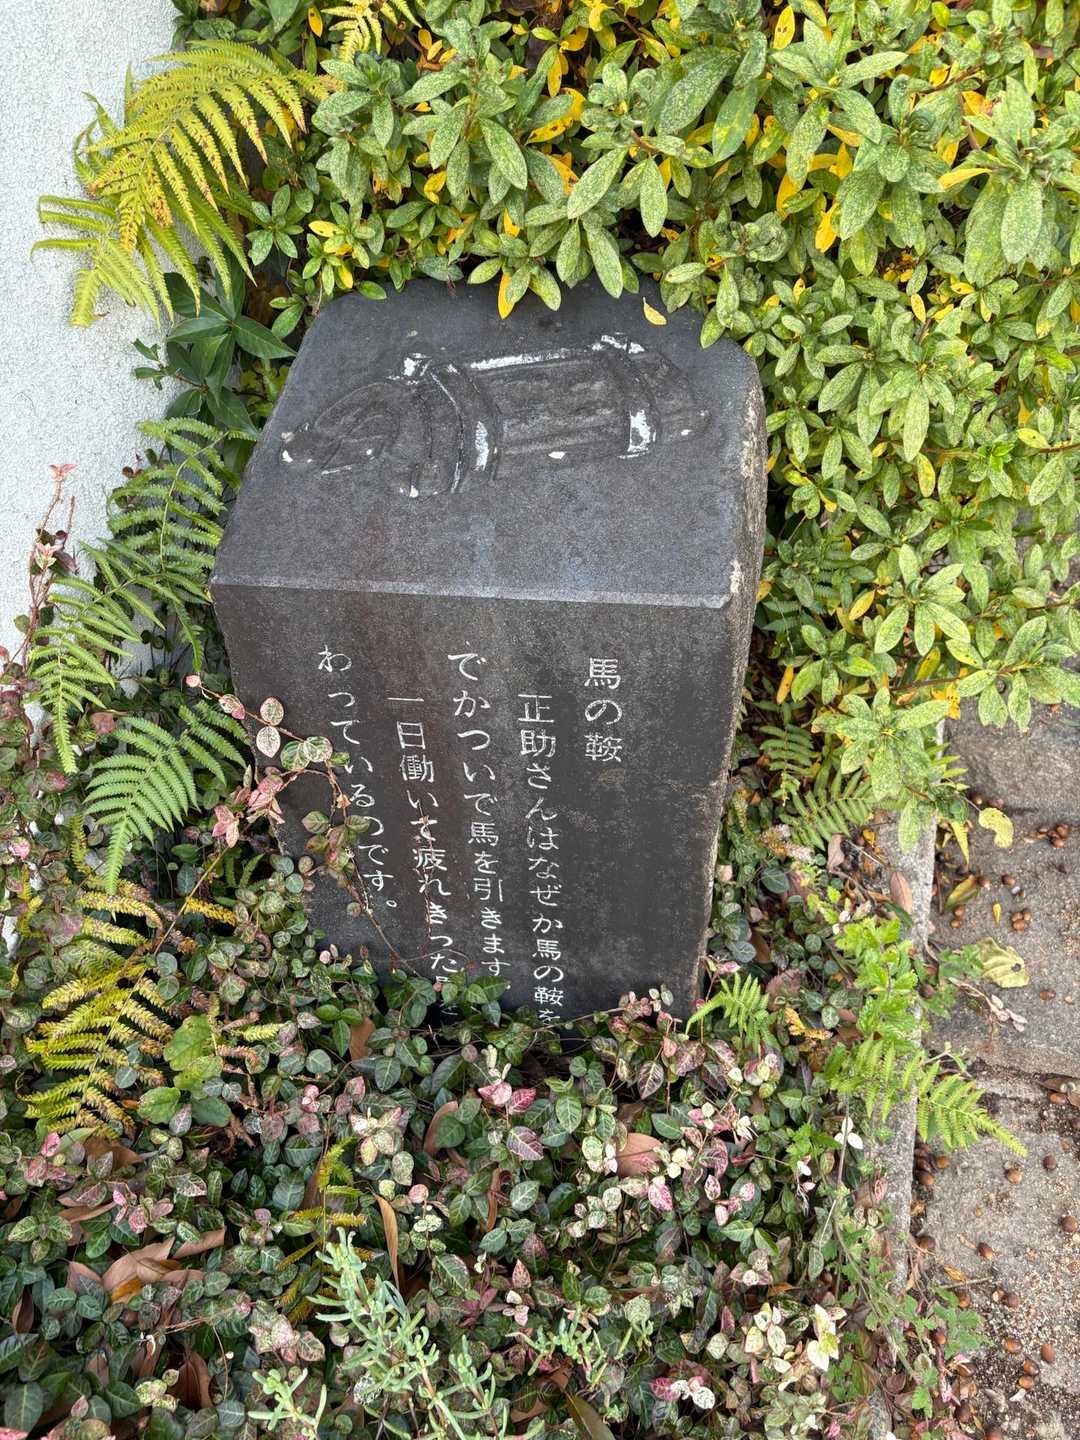 馬の鞍
正助さんはなぜか馬の鞍を
でかついで馬を引きます
一日働いて疲れきった
わっているのです。